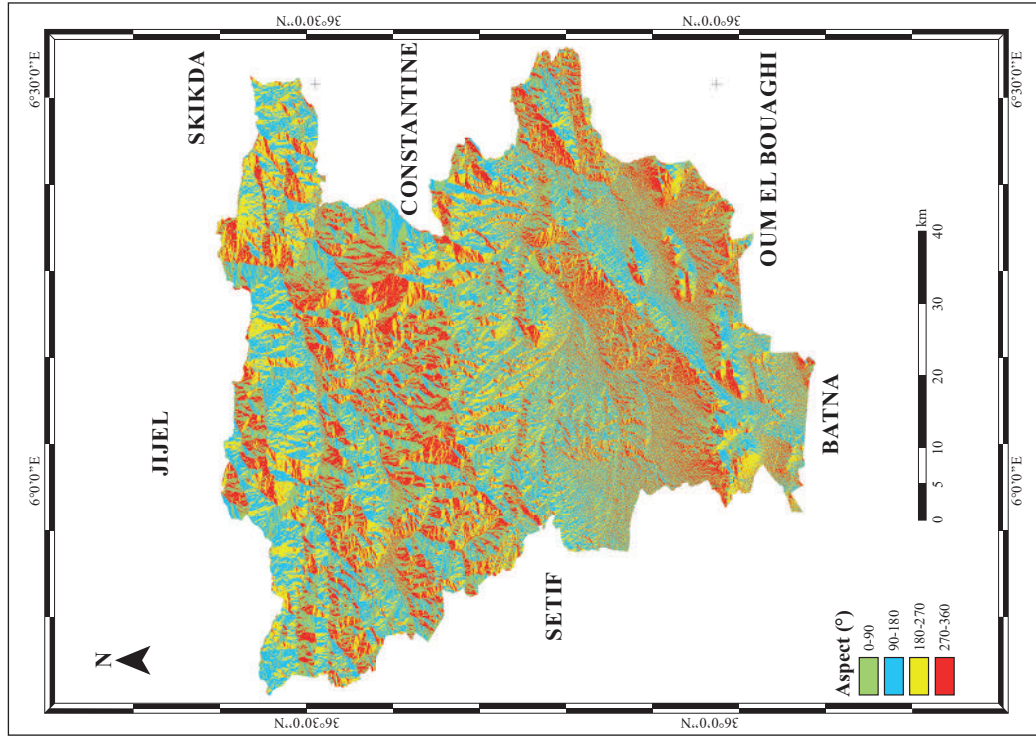 6°0'0"E
6°30'0"E
36°30'0"N
36°30'0"N
36°0'0"N
36°0'0"N
N
JIJEL
SKIKDA
CONSTANTINE
SETIF
OUM EL BOUAGHI
BATNA
Aspect (°)
0-90
90-180
180-270
270-360
0 5 10 20 30 40
km
6°0'0"E
6°30'0"E